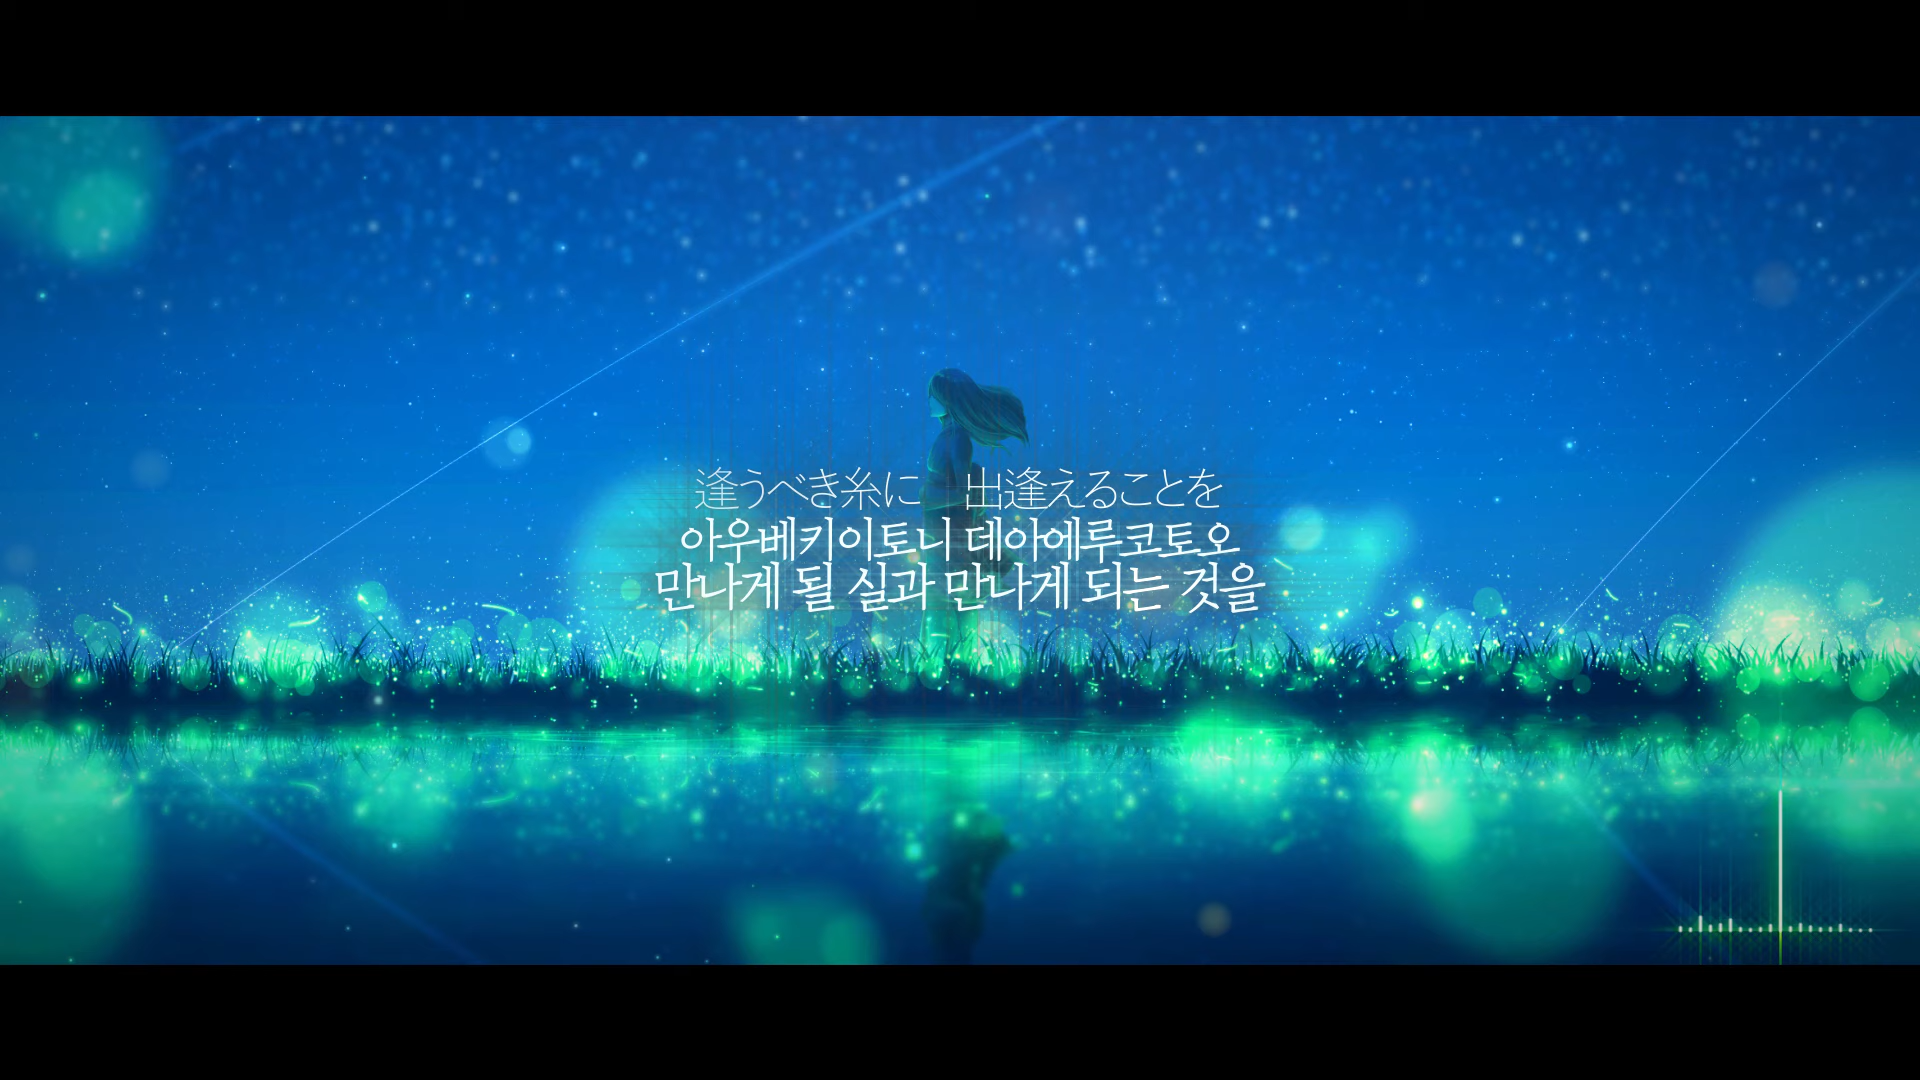 逢うべき糸に　出逢えることを
아우베키이토니 데아에루코토오
만나게 될 실과 만나게 되는 것을